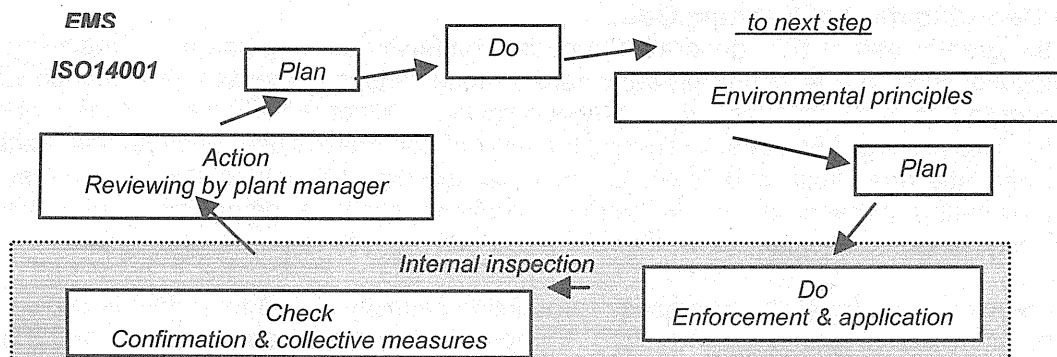 EMS
ISO14001
to next step
Do
Plan
Environmental principles
Action
Reviewing by plant manager
Plan
Internal inspection
Do
Enforcement & application
Check
Confirmation & collective measures